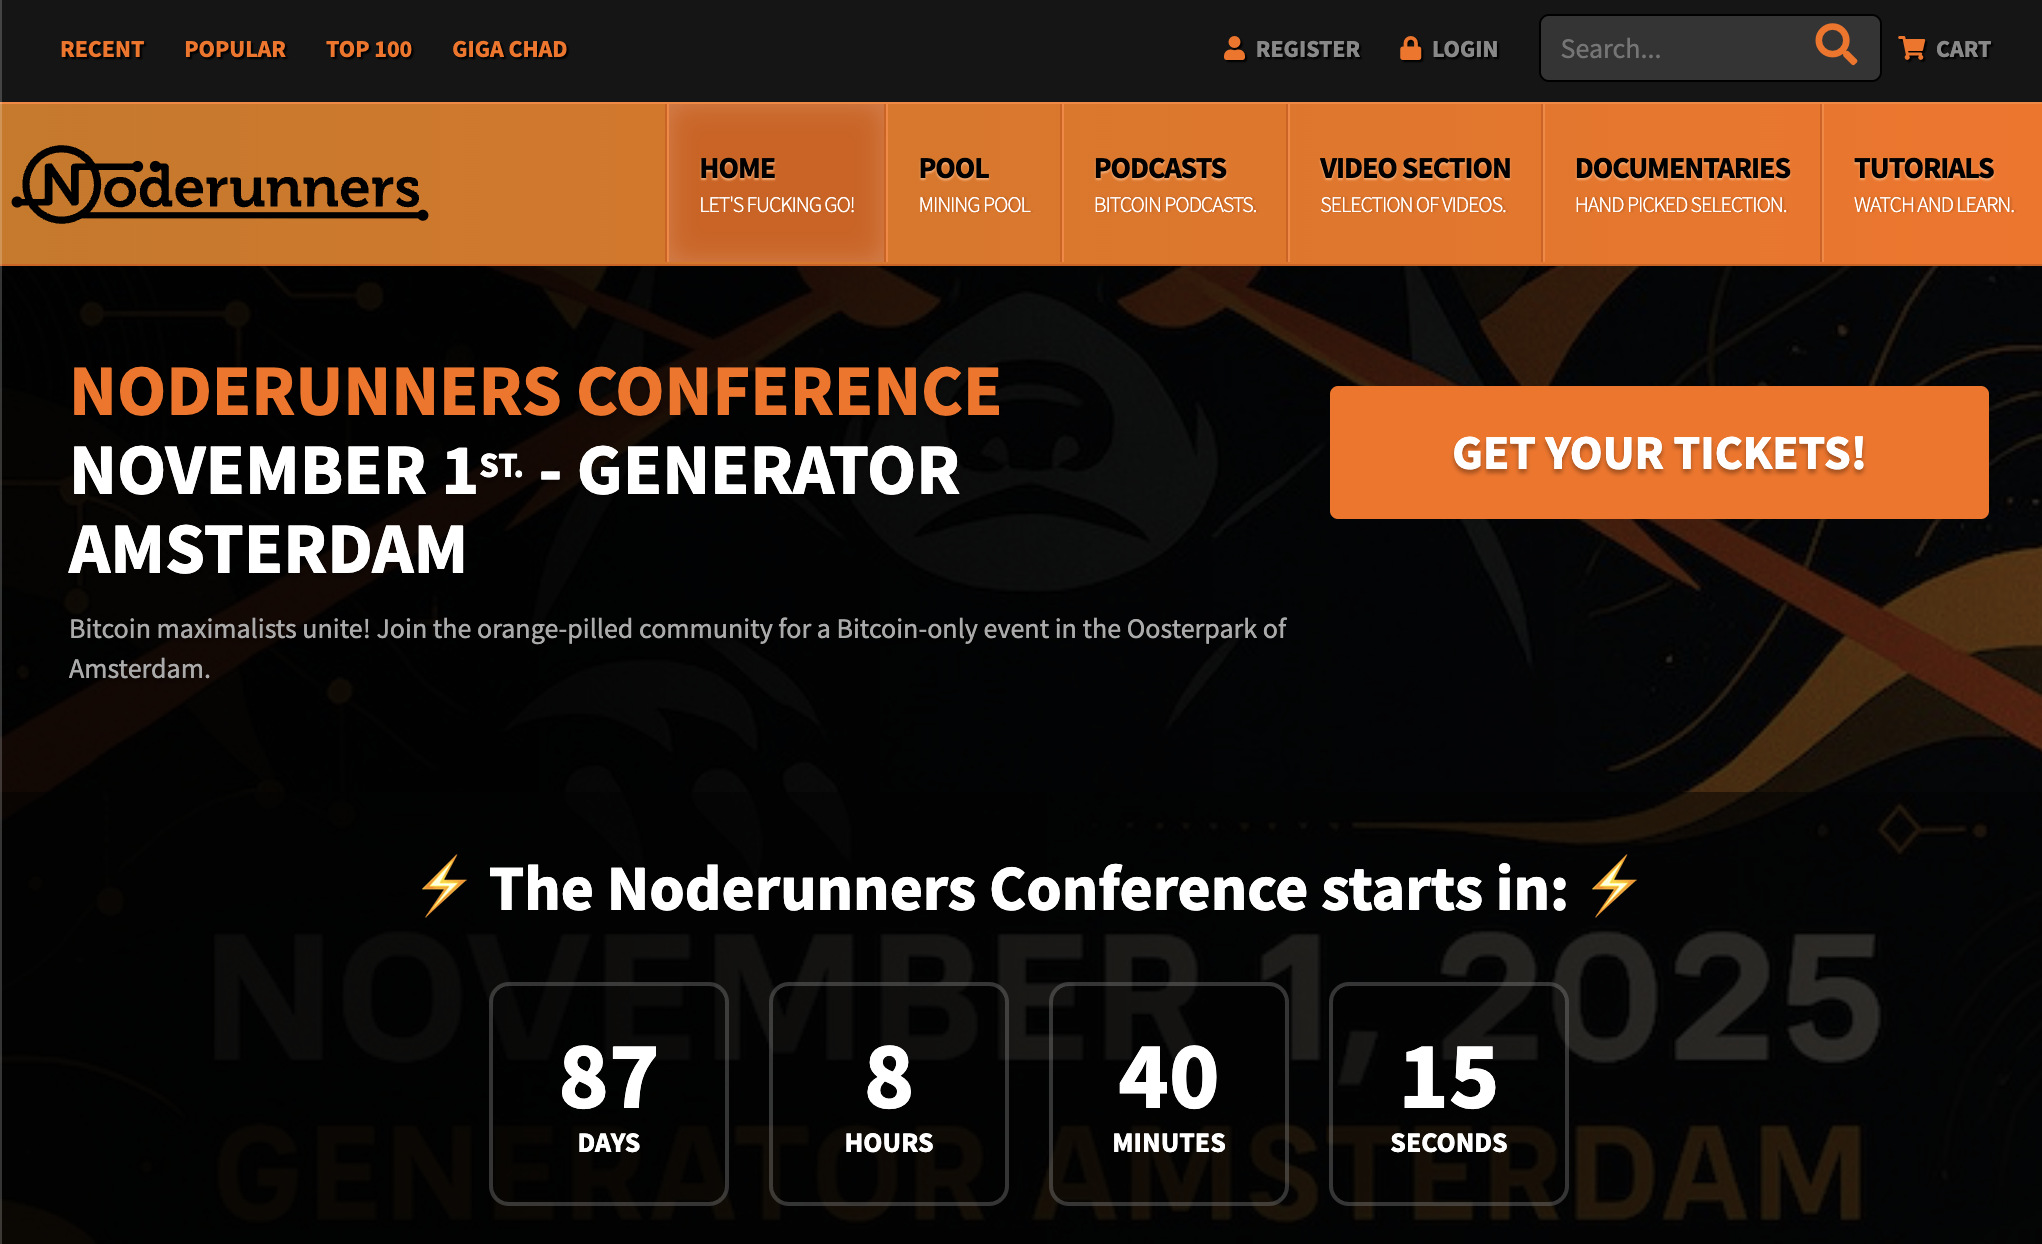 RECENT POPULAR TOP 100 GIGA CHAD REGISTER LOGIN Search... CART
Noderunners
HOME
LET'S FUCKING GO!
POOL
MINING POOL
PODCASTS
BITCOIN PODCASTS.
VIDEO SECTION
SELECTION OF VIDEOS.
DOCUMENTARIES
HAND PICKED SELECTION.
TUTORIALS
WATCH AND LEARN.
NODERUNNERS CONFERENCE
NOVEMBER 1ST. - GENERATOR
AMSTERDAM
GET YOUR TICKETS!
Bitcoin maximalists unite! Join the orange-pilled community for a Bitcoin-only event in the Oosterpark of
Amsterdam.
⚡ The Noderunners Conference starts in: ⚡
NOVEMBER 1, 2025
87 8 40 15
DAYS HOURS MINUTES SECONDS
GENERATOR AMSTERDAM